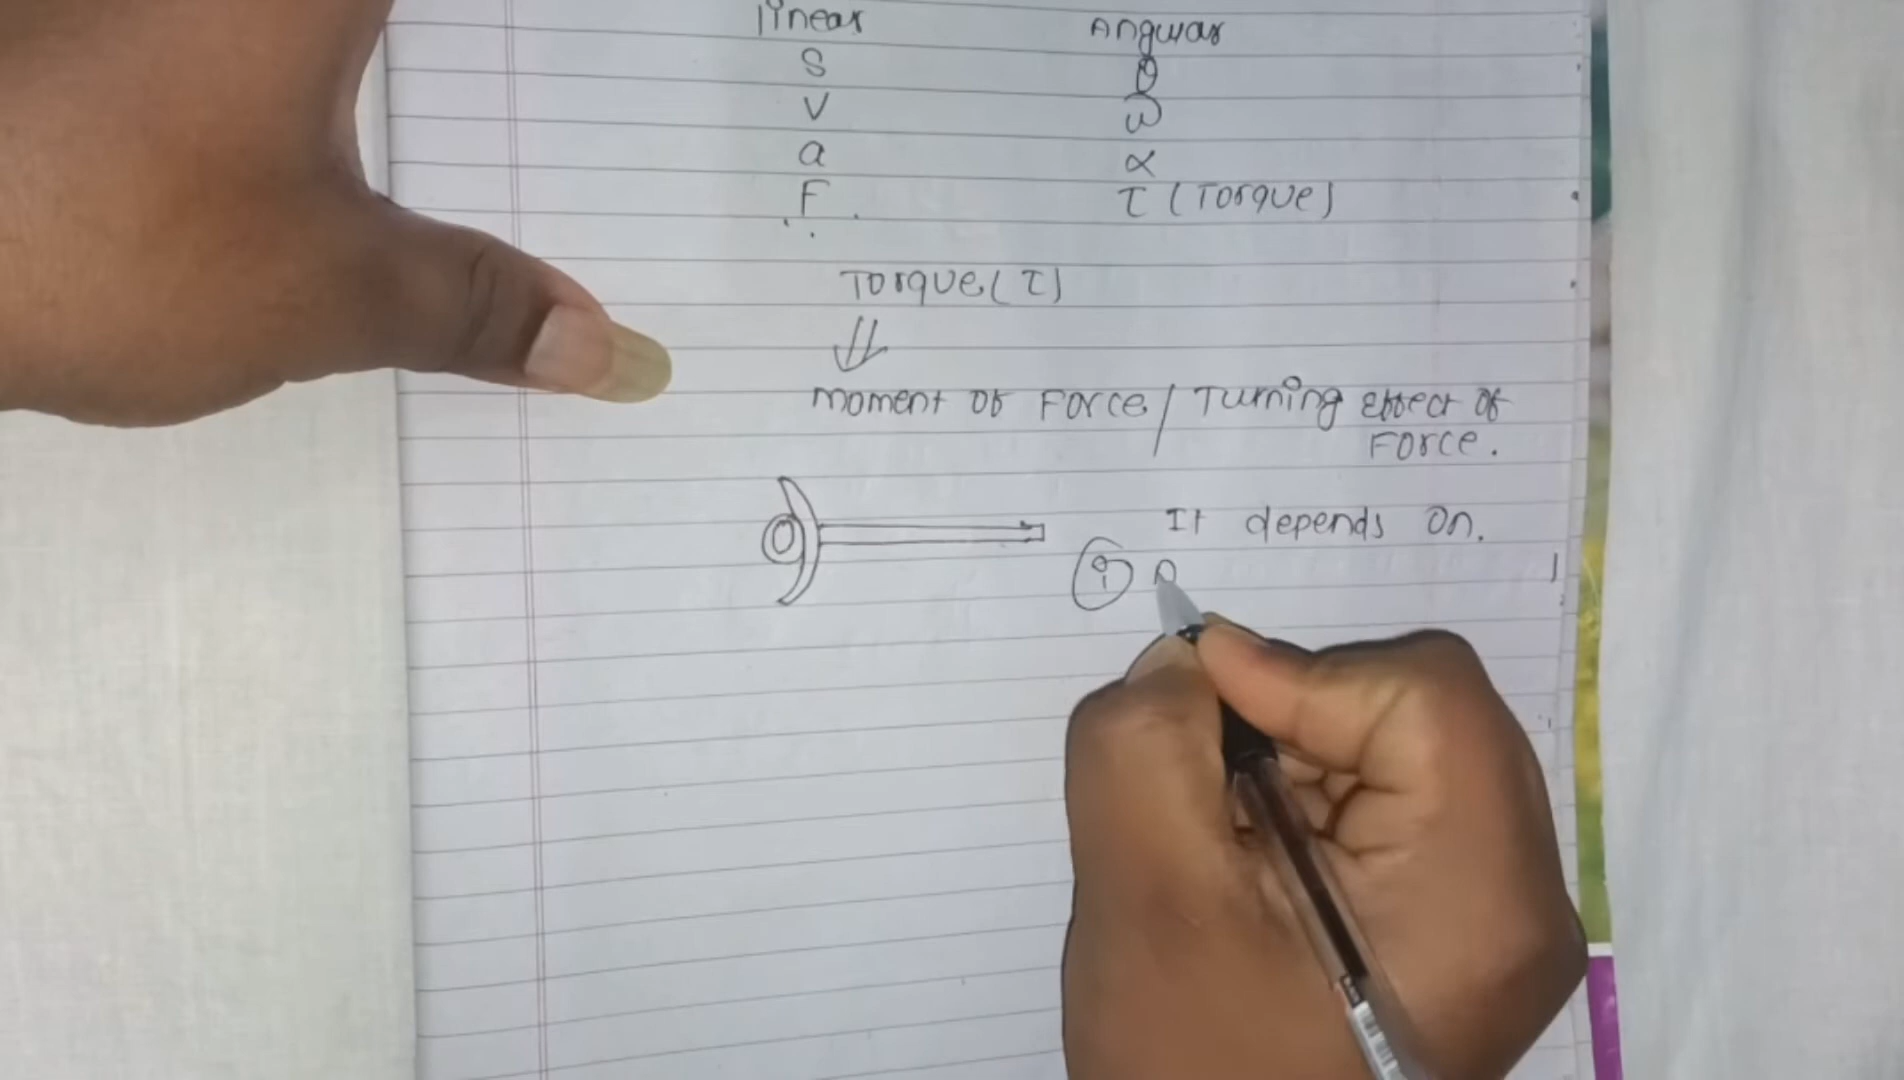 linear Angular
S θ
V ω
a α
F τ (Torque)
Torque (τ)
Moment of Force / Turning Effect of
Force.
It depends on.
i